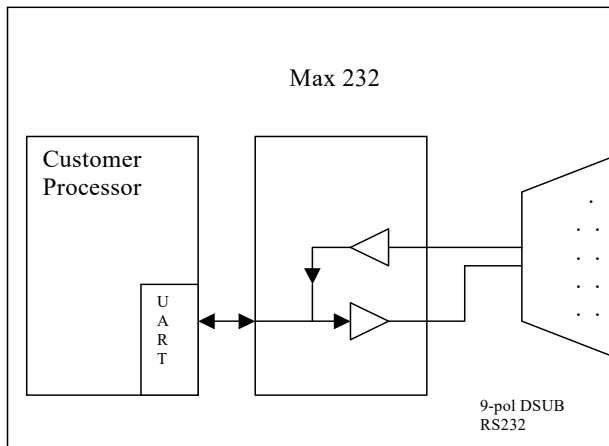 Max 232
Customer
Processor
U
A
R
T
9-pol DSUB
RS232